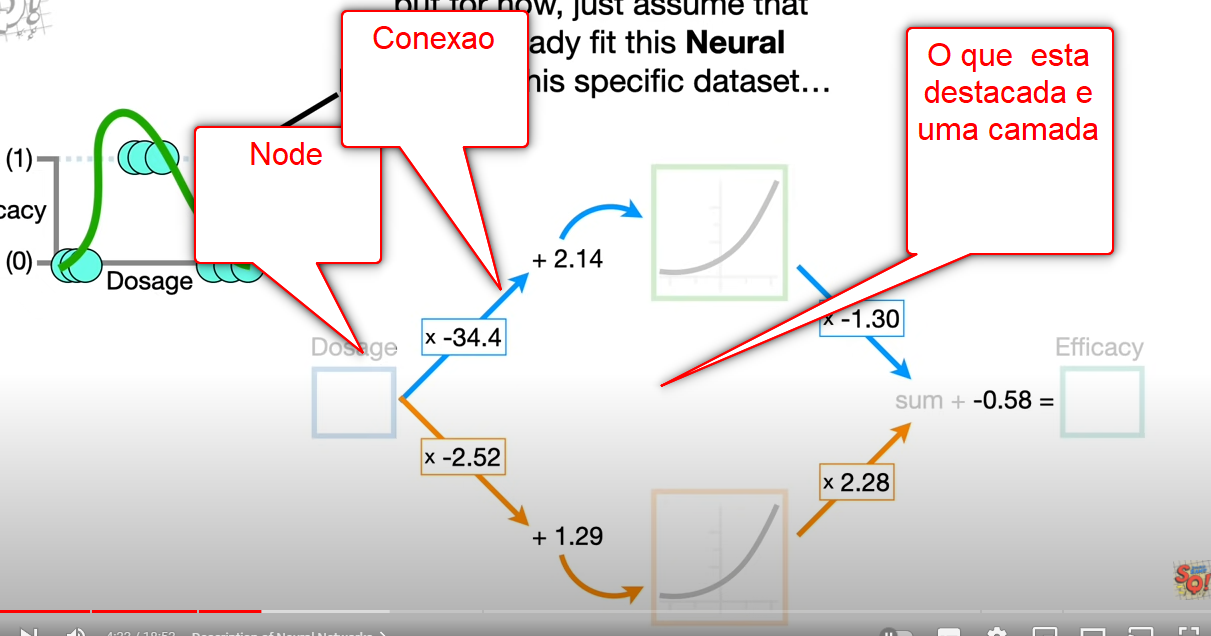 but for now, just assume that
ady fit this Neural
his specific dataset…
Conexao
Node
O que esta
destacada e
uma camada
(1)
cacy
(0)
Dosage
+ 2.14
x -34.4
x -1.30
Dosage
Efficacy
sum + -0.58 =
x -2.52
x 2.28
+ 1.29
SQ!
4:22 / 18:53
Description of Neural Networks